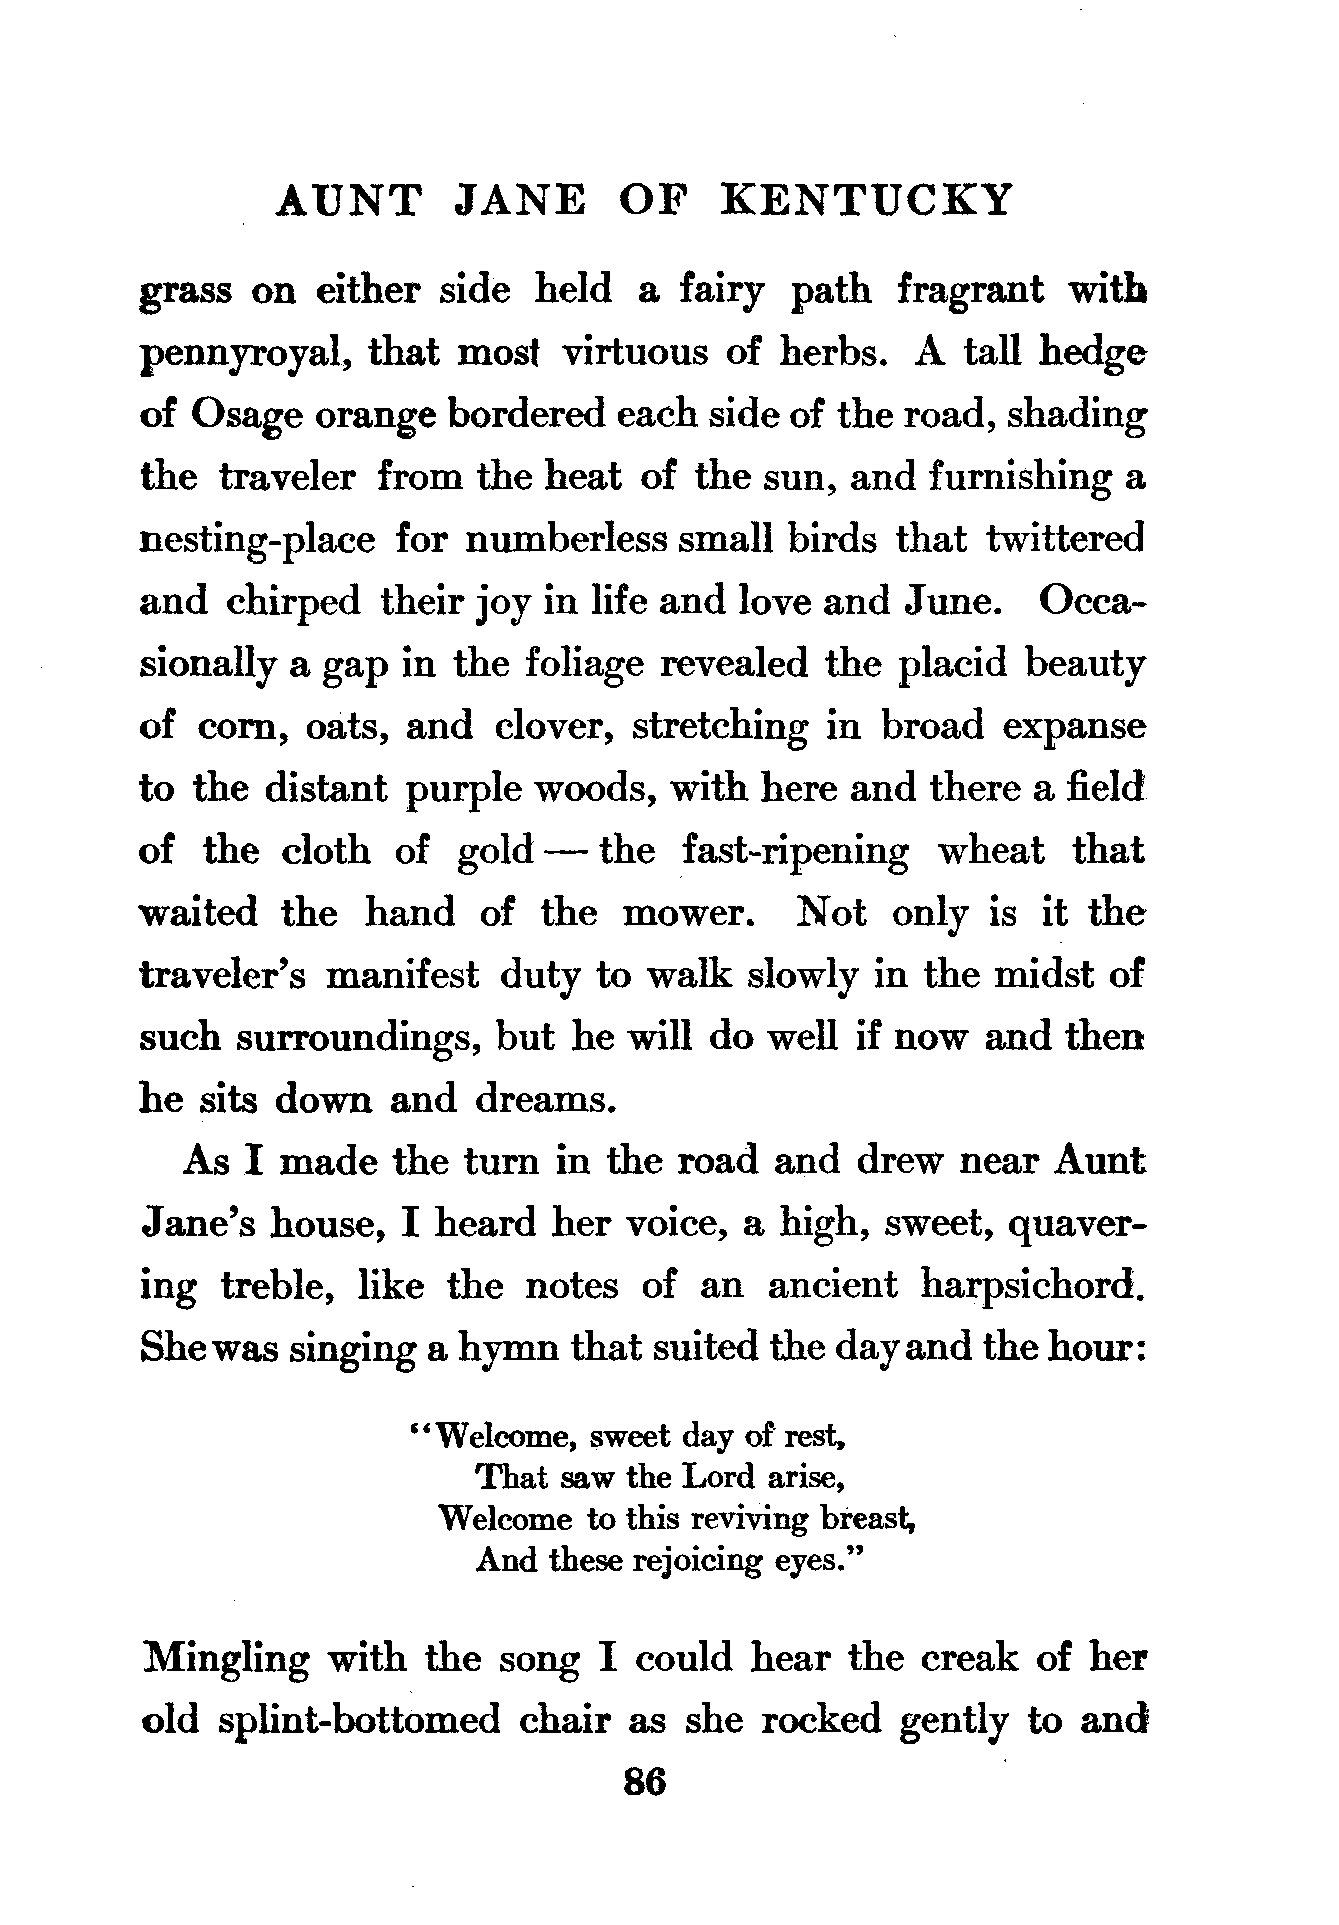 AUNT JANE OF KENTUCKY
grass on either side held a fairy path fragrant with
pennyroyal, that most virtuous of herbs. A tall hedge
of Osage orange bordered each side of the road, shading
the traveler from the heat of the sun, and furnishing a
nesting-place for numberless small birds that twittered
and chirped their joy in life and love and June. Occa-
sionally a gap in the foliage revealed the placid beauty
of corn, oats, and clover, stretching in broad expanse
to the distant purple woods, with here and there a field
of the cloth of gold — the fast-ripening wheat that
waited the hand of the mower. Not only is it the
traveler's manifest duty to walk slowly in the midst of
such surroundings, but he will do well if now and then
he sits down and dreams.
As I made the turn in the road and drew near Aunt
Jane's house, I heard her voice, a high, sweet, quaver-
ing treble, like the notes of an ancient harpsichord.
She was singing a hymn that suited the day and the hour:
“Welcome, sweet day of rest,
That saw the Lord arise,
Welcome to this reviving breast,
And these rejoicing eyes.”
Mingling with the song I could hear the creak of her
old splint-bottomed chair as she rocked gently to and
86